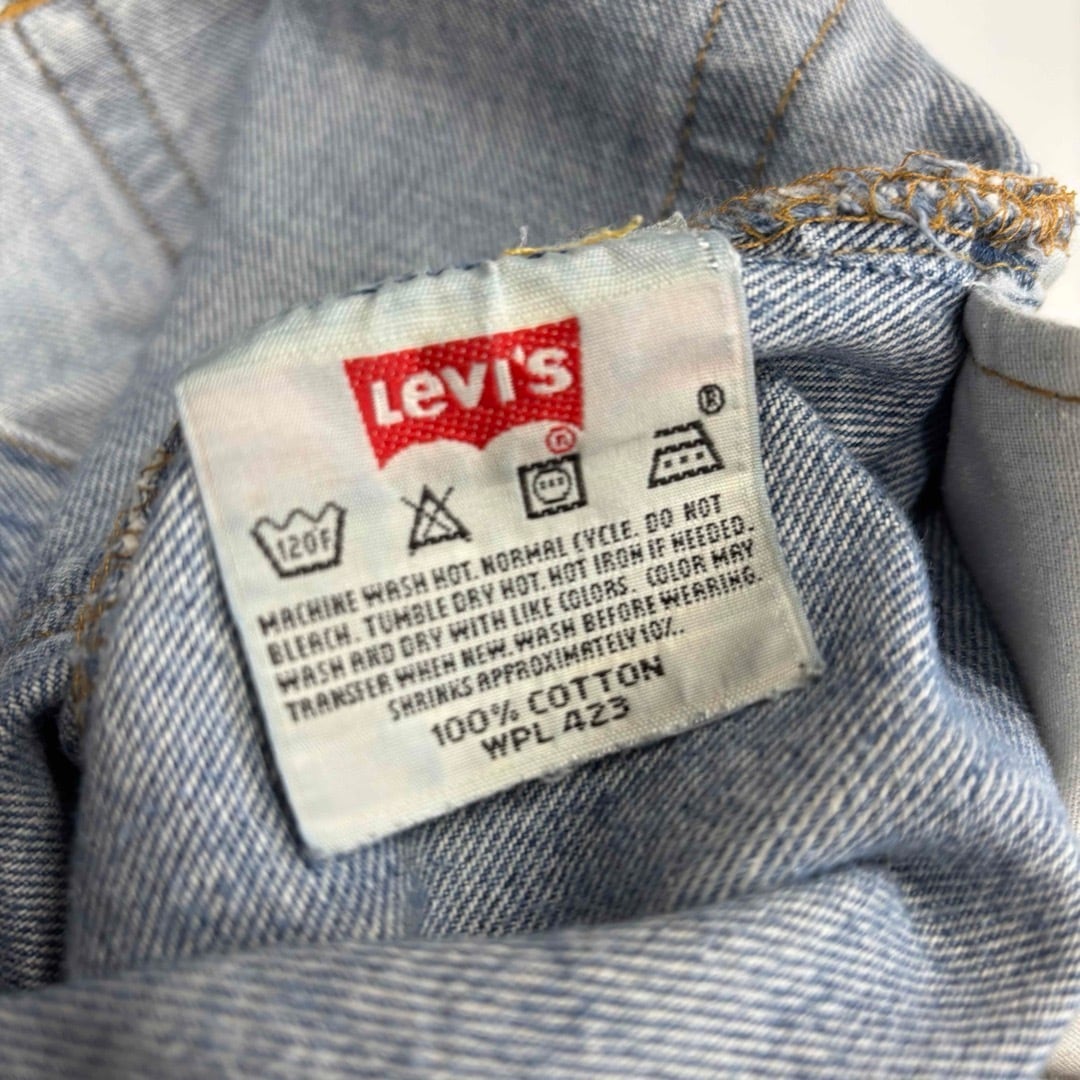 Levi's
®
®
120F
MACHINE WASH HOT. NORMAL CYCLE. DO NOT
BLEACH. TUMBLE DRY HOT. HOT IRON IF NEEDED.
WASH AND DRY WITH LIKE COLORS. COLOR MAY
TRANSFER WHEN NEW. WASH BEFORE WEARING.
SHRINKS APPROXIMATELY 10%.
100% COTTON
WPL 423